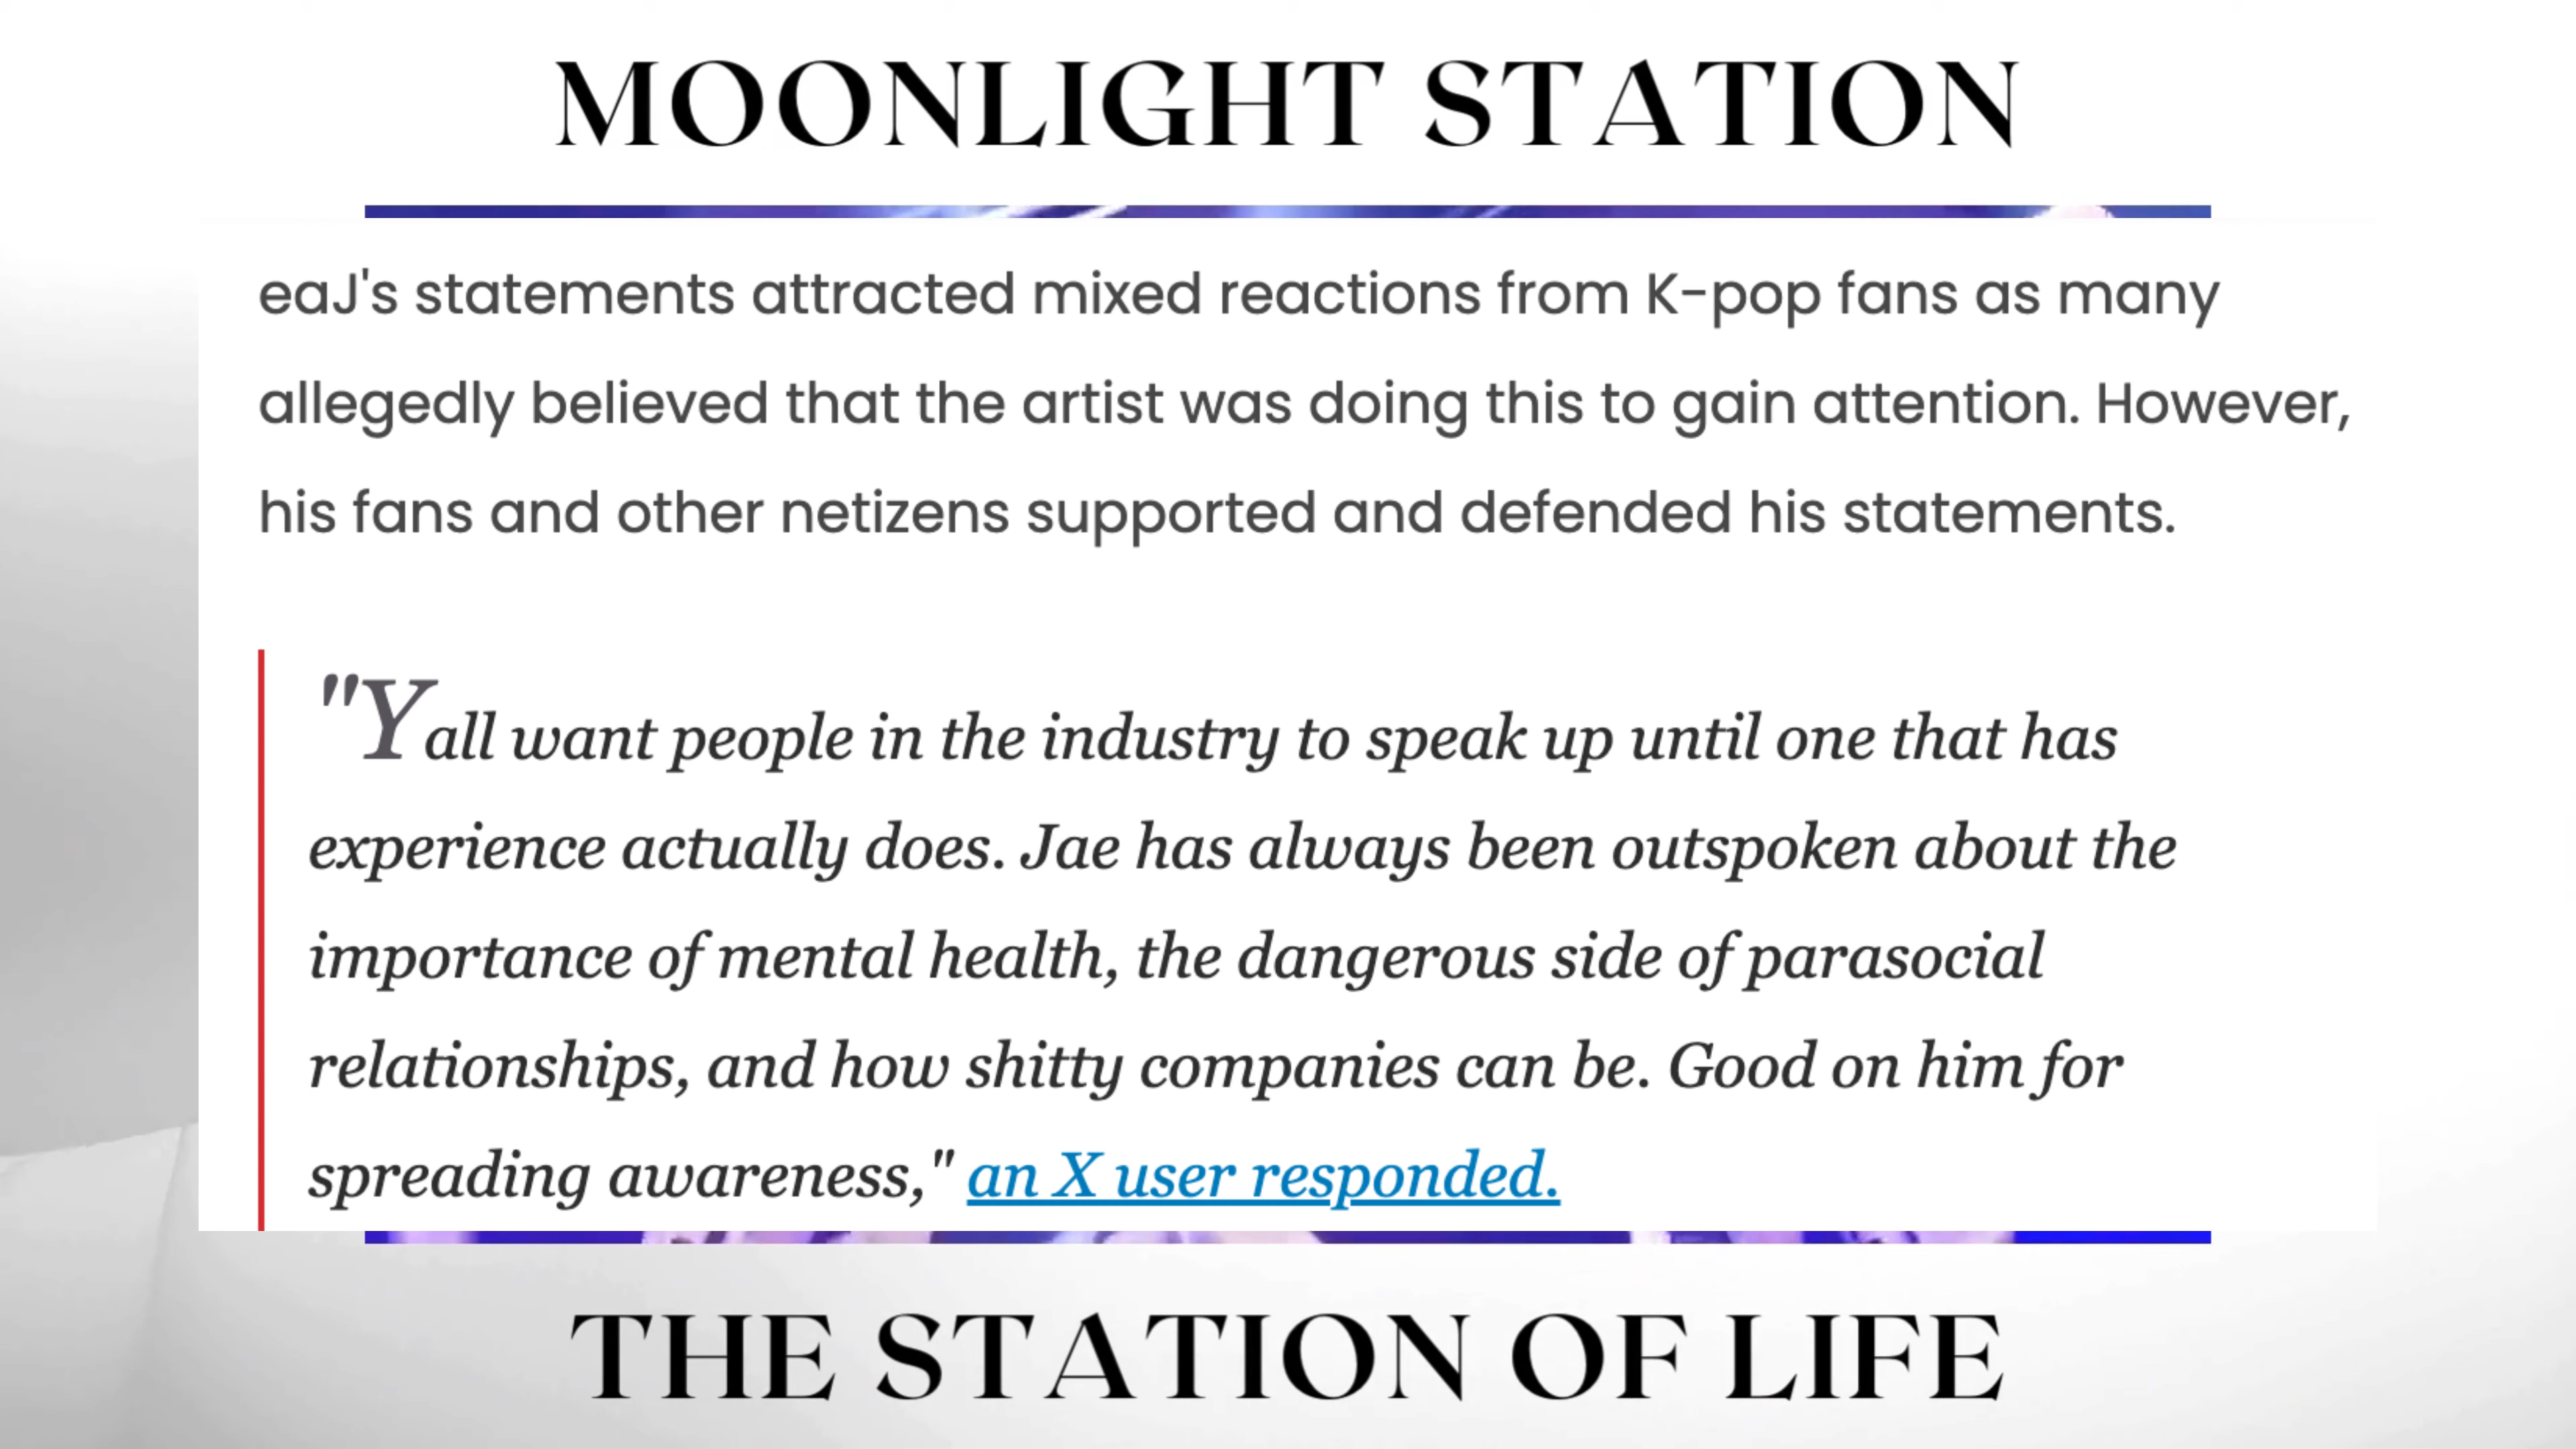 MOONLIGHT STATION
eaJ's statements attracted mixed reactions from K-pop fans as many
allegedly believed that the artist was doing this to gain attention. However,
his fans and other netizens supported and defended his statements.
"Yall want people in the industry to speak up until one that has
experience actually does. Jae has always been outspoken about the
importance of mental health, the dangerous side of parasocial
relationships, and how shitty companies can be. Good on him for
spreading awareness," an X user responded.
THE STATION OF LIFE